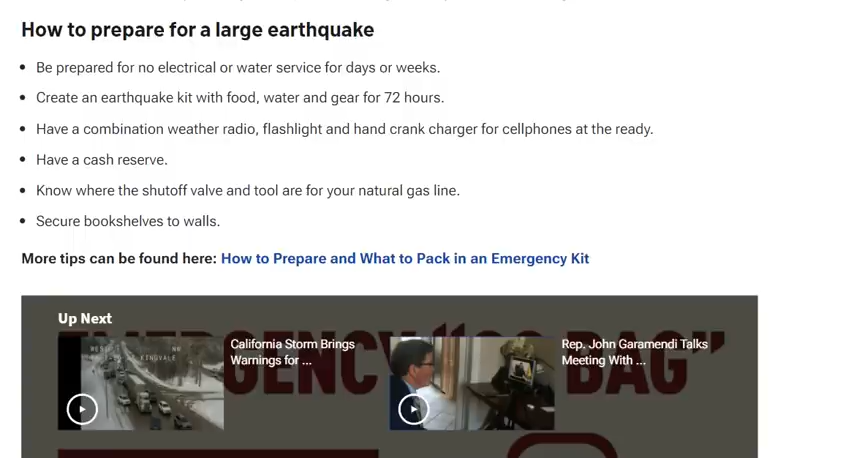 How to prepare for a large earthquake
Be prepared for no electrical or water service for days or weeks.
Create an earthquake kit with food, water and gear for 72 hours.
Have a combination weather radio, flashlight and hand crank charger for cellphones at the ready.
Have a cash reserve.
Know where the shutoff valve and tool are for your natural gas line.
Secure bookshelves to walls.
More tips can be found here: How to Prepare and What to Pack in an Emergency Kit
Up Next
California Storm Brings
Warnings for ...
Rep. John Garamendi Talks
Meeting With ...
KINGVALE
BAG”